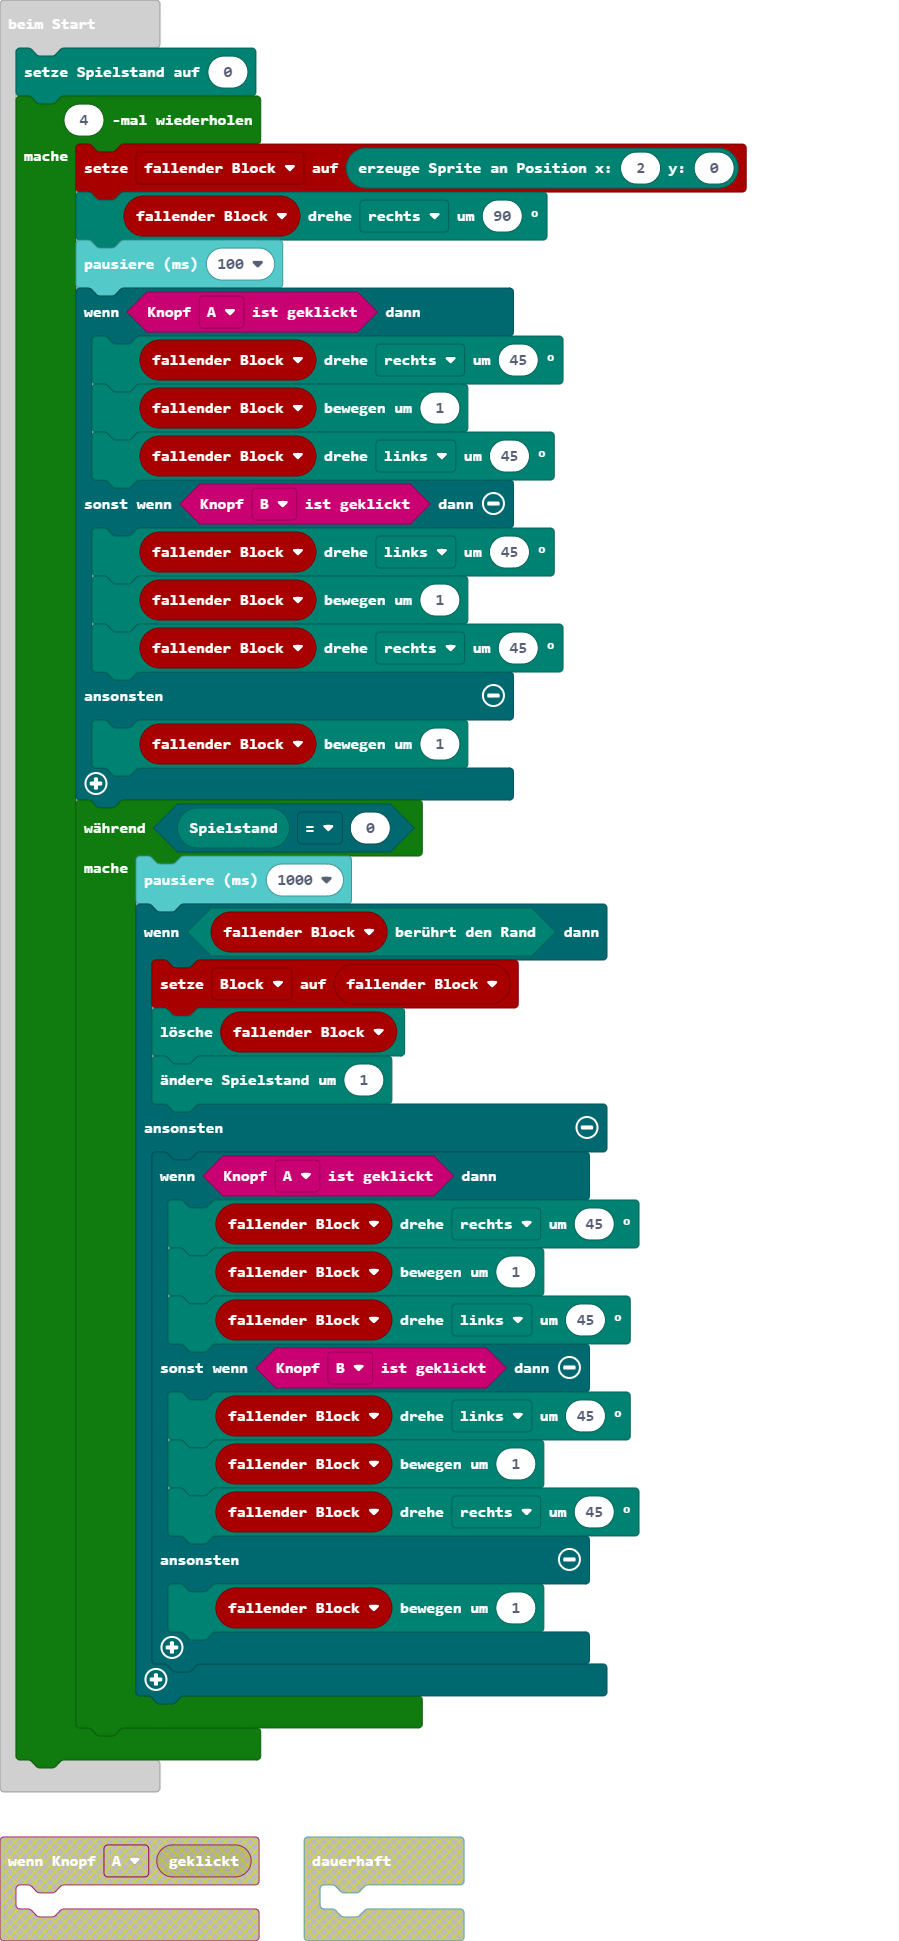 beim Start
setze Spielstand auf 0
4 -mal wiederholen
mache
setze fallender Block auf erzeuge Sprite an Position x: 2 y: 0
fallender Block drehe rechts um 90 °
pausiere (ms) 100
wenn Knopf A ist geklickt dann
fallender Block drehe rechts um 45 °
fallender Block bewegen um 1
fallender Block drehe links um 45 °
sonst wenn Knopf B ist geklickt dann
fallender Block drehe links um 45 °
fallender Block bewegen um 1
fallender Block drehe rechts um 45 °
ansonsten
fallender Block bewegen um 1
während Spielstand = 0
mache
pausiere (ms) 1000
wenn fallender Block berührt den Rand dann
setze Block auf fallender Block
lösche fallender Block
ändere Spielstand um 1
ansonsten
wenn Knopf A ist geklickt dann
fallender Block drehe rechts um 45 °
fallender Block bewegen um 1
fallender Block drehe links um 45 °
sonst wenn Knopf B ist geklickt dann
fallender Block drehe links um 45 °
fallender Block bewegen um 1
fallender Block drehe rechts um 45 °
ansonsten
fallender Block bewegen um 1
wenn Knopf A geklickt
dauerhaft